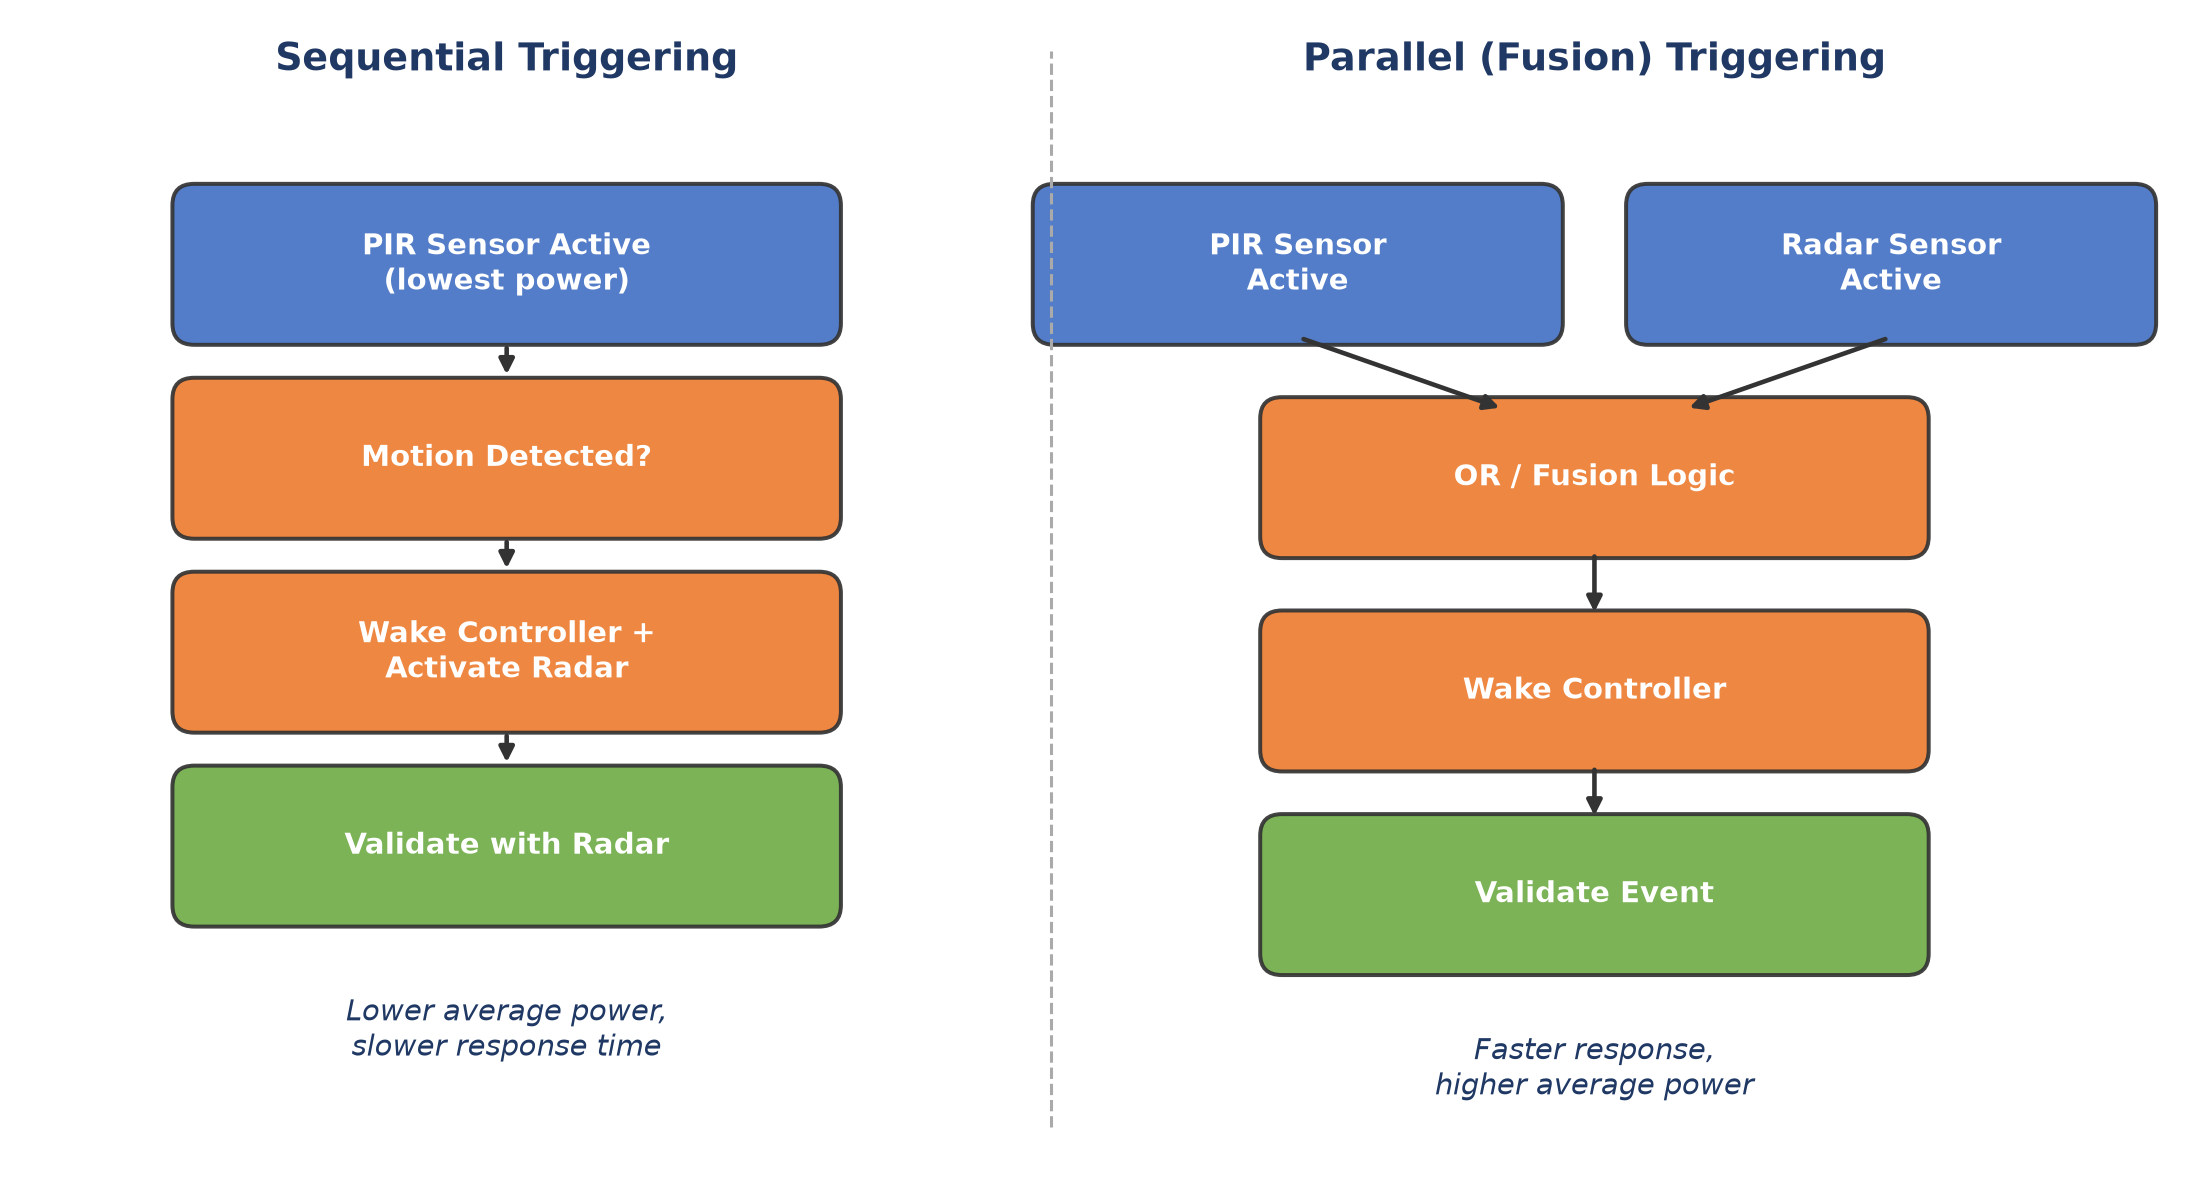 Sequential Triggering
PIR Sensor Active
(lowest power)
Motion Detected?
Wake Controller +
Activate Radar
Validate with Radar
Lower average power,
slower response time
Parallel (Fusion) Triggering
PIR Sensor
Active
Radar Sensor
Active
OR / Fusion Logic
Wake Controller
Validate Event
Faster response,
higher average power